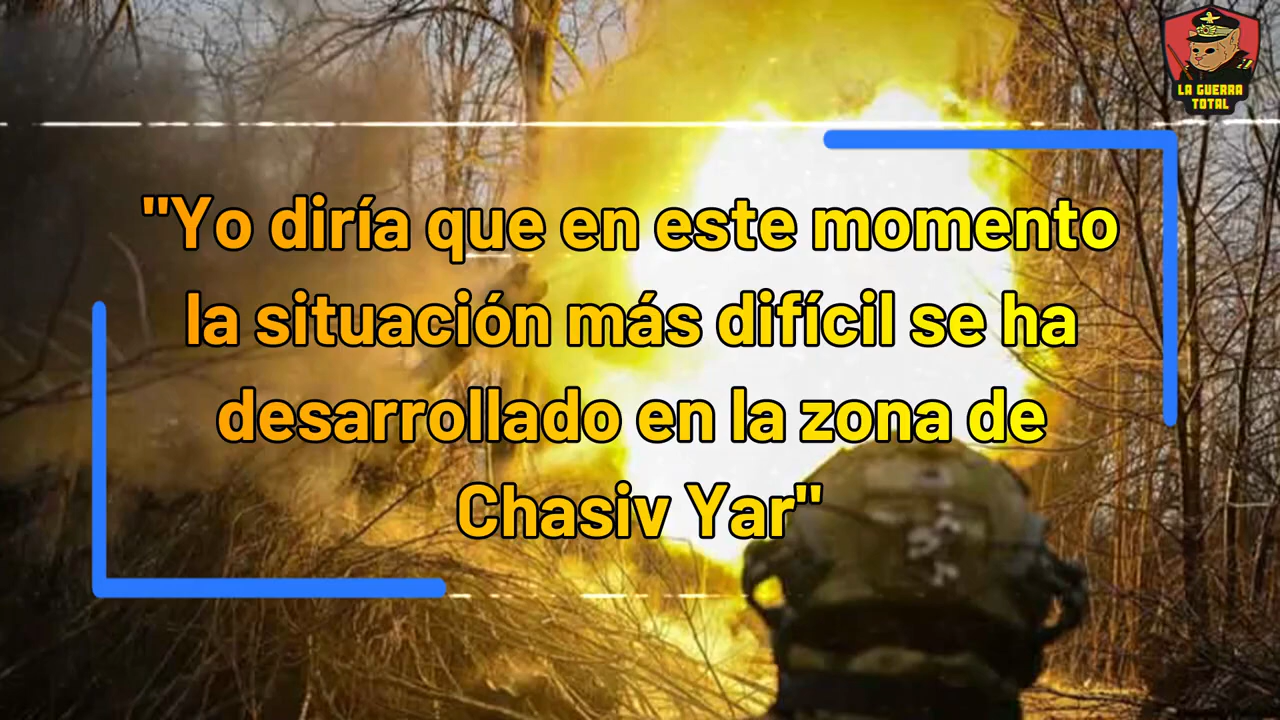 LA GUERRA
TOTAL
"Yo diría que en este momento
la situación más difícil se ha
desarrollado en la zona de
Chasiv Yar"